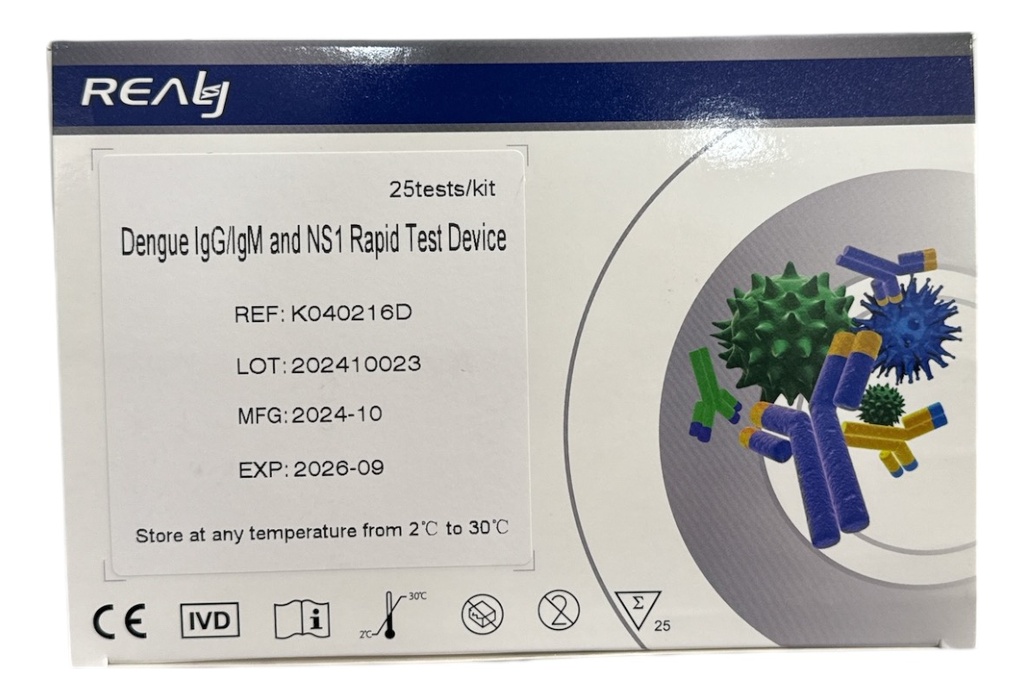 REALY
25tests/kit
Dengue IgG/IgM and NS1 Rapid Test Device
REF: K040216D
LOT: 202410023
MFG: 2024-10
EXP: 2026-09
Store at any temperature from 2℃ to 30℃
CE
IVD
i
30℃
2℃
2
Σ
25